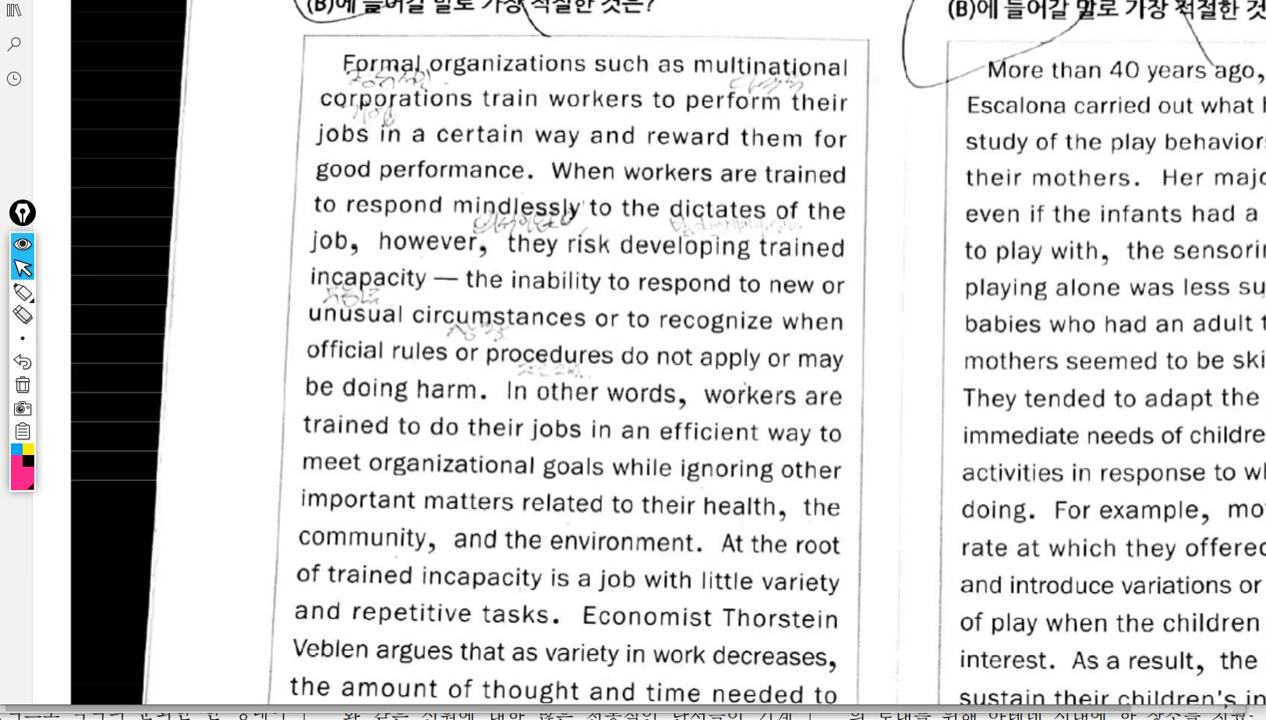 (B)에 들어갈 말로 가장 적절한 것은?
Formal organizations such as multinational
corporations train workers to perform their
jobs in a certain way and reward them for
good performance. When workers are trained
to respond mindlessly to the dictates of the
job, however, they risk developing trained
incapacity — the inability to respond to new or
unusual circumstances or to recognize when
official rules or procedures do not apply or may
be doing harm. In other words, workers are
trained to do their jobs in an efficient way to
meet organizational goals while ignoring other
important matters related to their health, the
community, and the environment. At the root
of trained incapacity is a job with little variety
and repetitive tasks. Economist Thorstein
Veblen argues that as variety in work decreases,
the amount of thought and time needed to
(B)에 들어갈 말로 가장 적절한 것
More than 40 years ago,
Escalona carried out what
study of the play behavior
their mothers. Her
even if the infants had a
to play with, the
playing alone was less
babies who had an adult
mothers seemed to be
They tended to adapt the
immediate needs of
activities in response to
doing. For example,
rate at which they offered
and introduce variations or
of play when the children
interest. As a result, the
sustain their children's